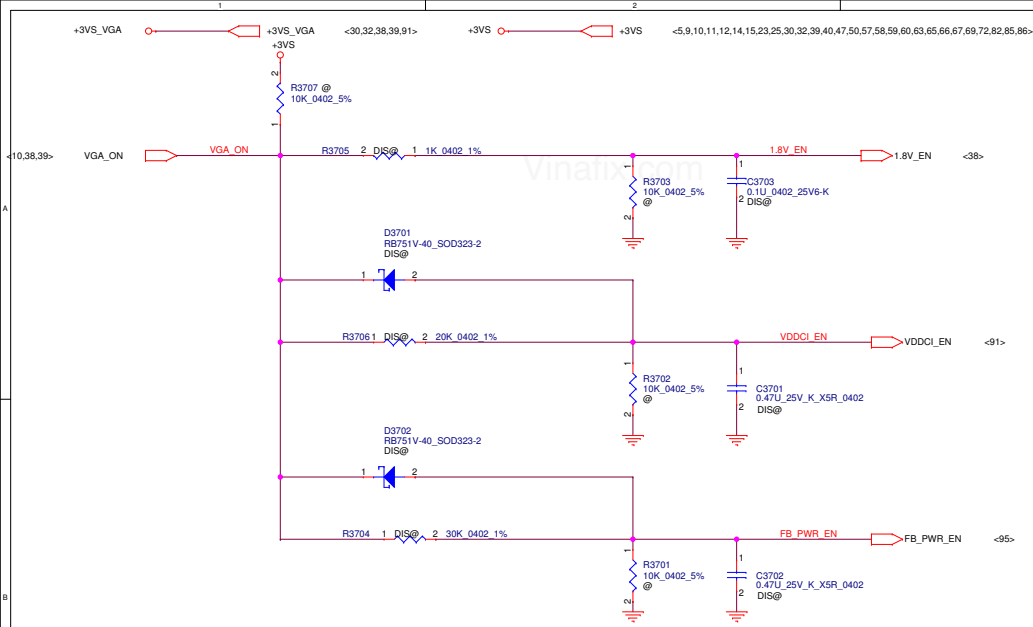 1
2
+3VS_VGA
+3VS_VGA
<30,32,38,39,91>
+3VS
+3VS
<5,9,10,11,12,14,15,23,25,30,32,39,40,47,50,57,58,59,60,63,65,66,67,69,72,82,85,86>
+3VS
2
R3707 @
10K_0402_5%
1
<10,38,39>
VGA_ON
VGA_ON
R3705
2
DIS@
1
1K_0402_1%
1.8V_EN
1.8V_EN
<38>
Vinafix.com
1
R3703
10K_0402_5%
@
2
1
C3703
0.1U_0402_25V6-K
2
DIS@
A
D3701
RB751V-40_SOD323-2
DIS@
1
2
R3706
1
DIS@
2
20K_0402_1%
VDDCI_EN
VDDCI_EN
<91>
1
R3702
10K_0402_5%
@
2
1
C3701
0.47U_25V_K_X5R_0402
2
DIS@
D3702
RB751V-40_SOD323-2
DIS@
1
2
R3704
1
DIS@
2
30K_0402_1%
FB_PWR_EN
FB_PWR_EN
<95>
1
R3701
10K_0402_5%
@
2
1
C3702
0.47U_25V_K_X5R_0402
2
DIS@
B